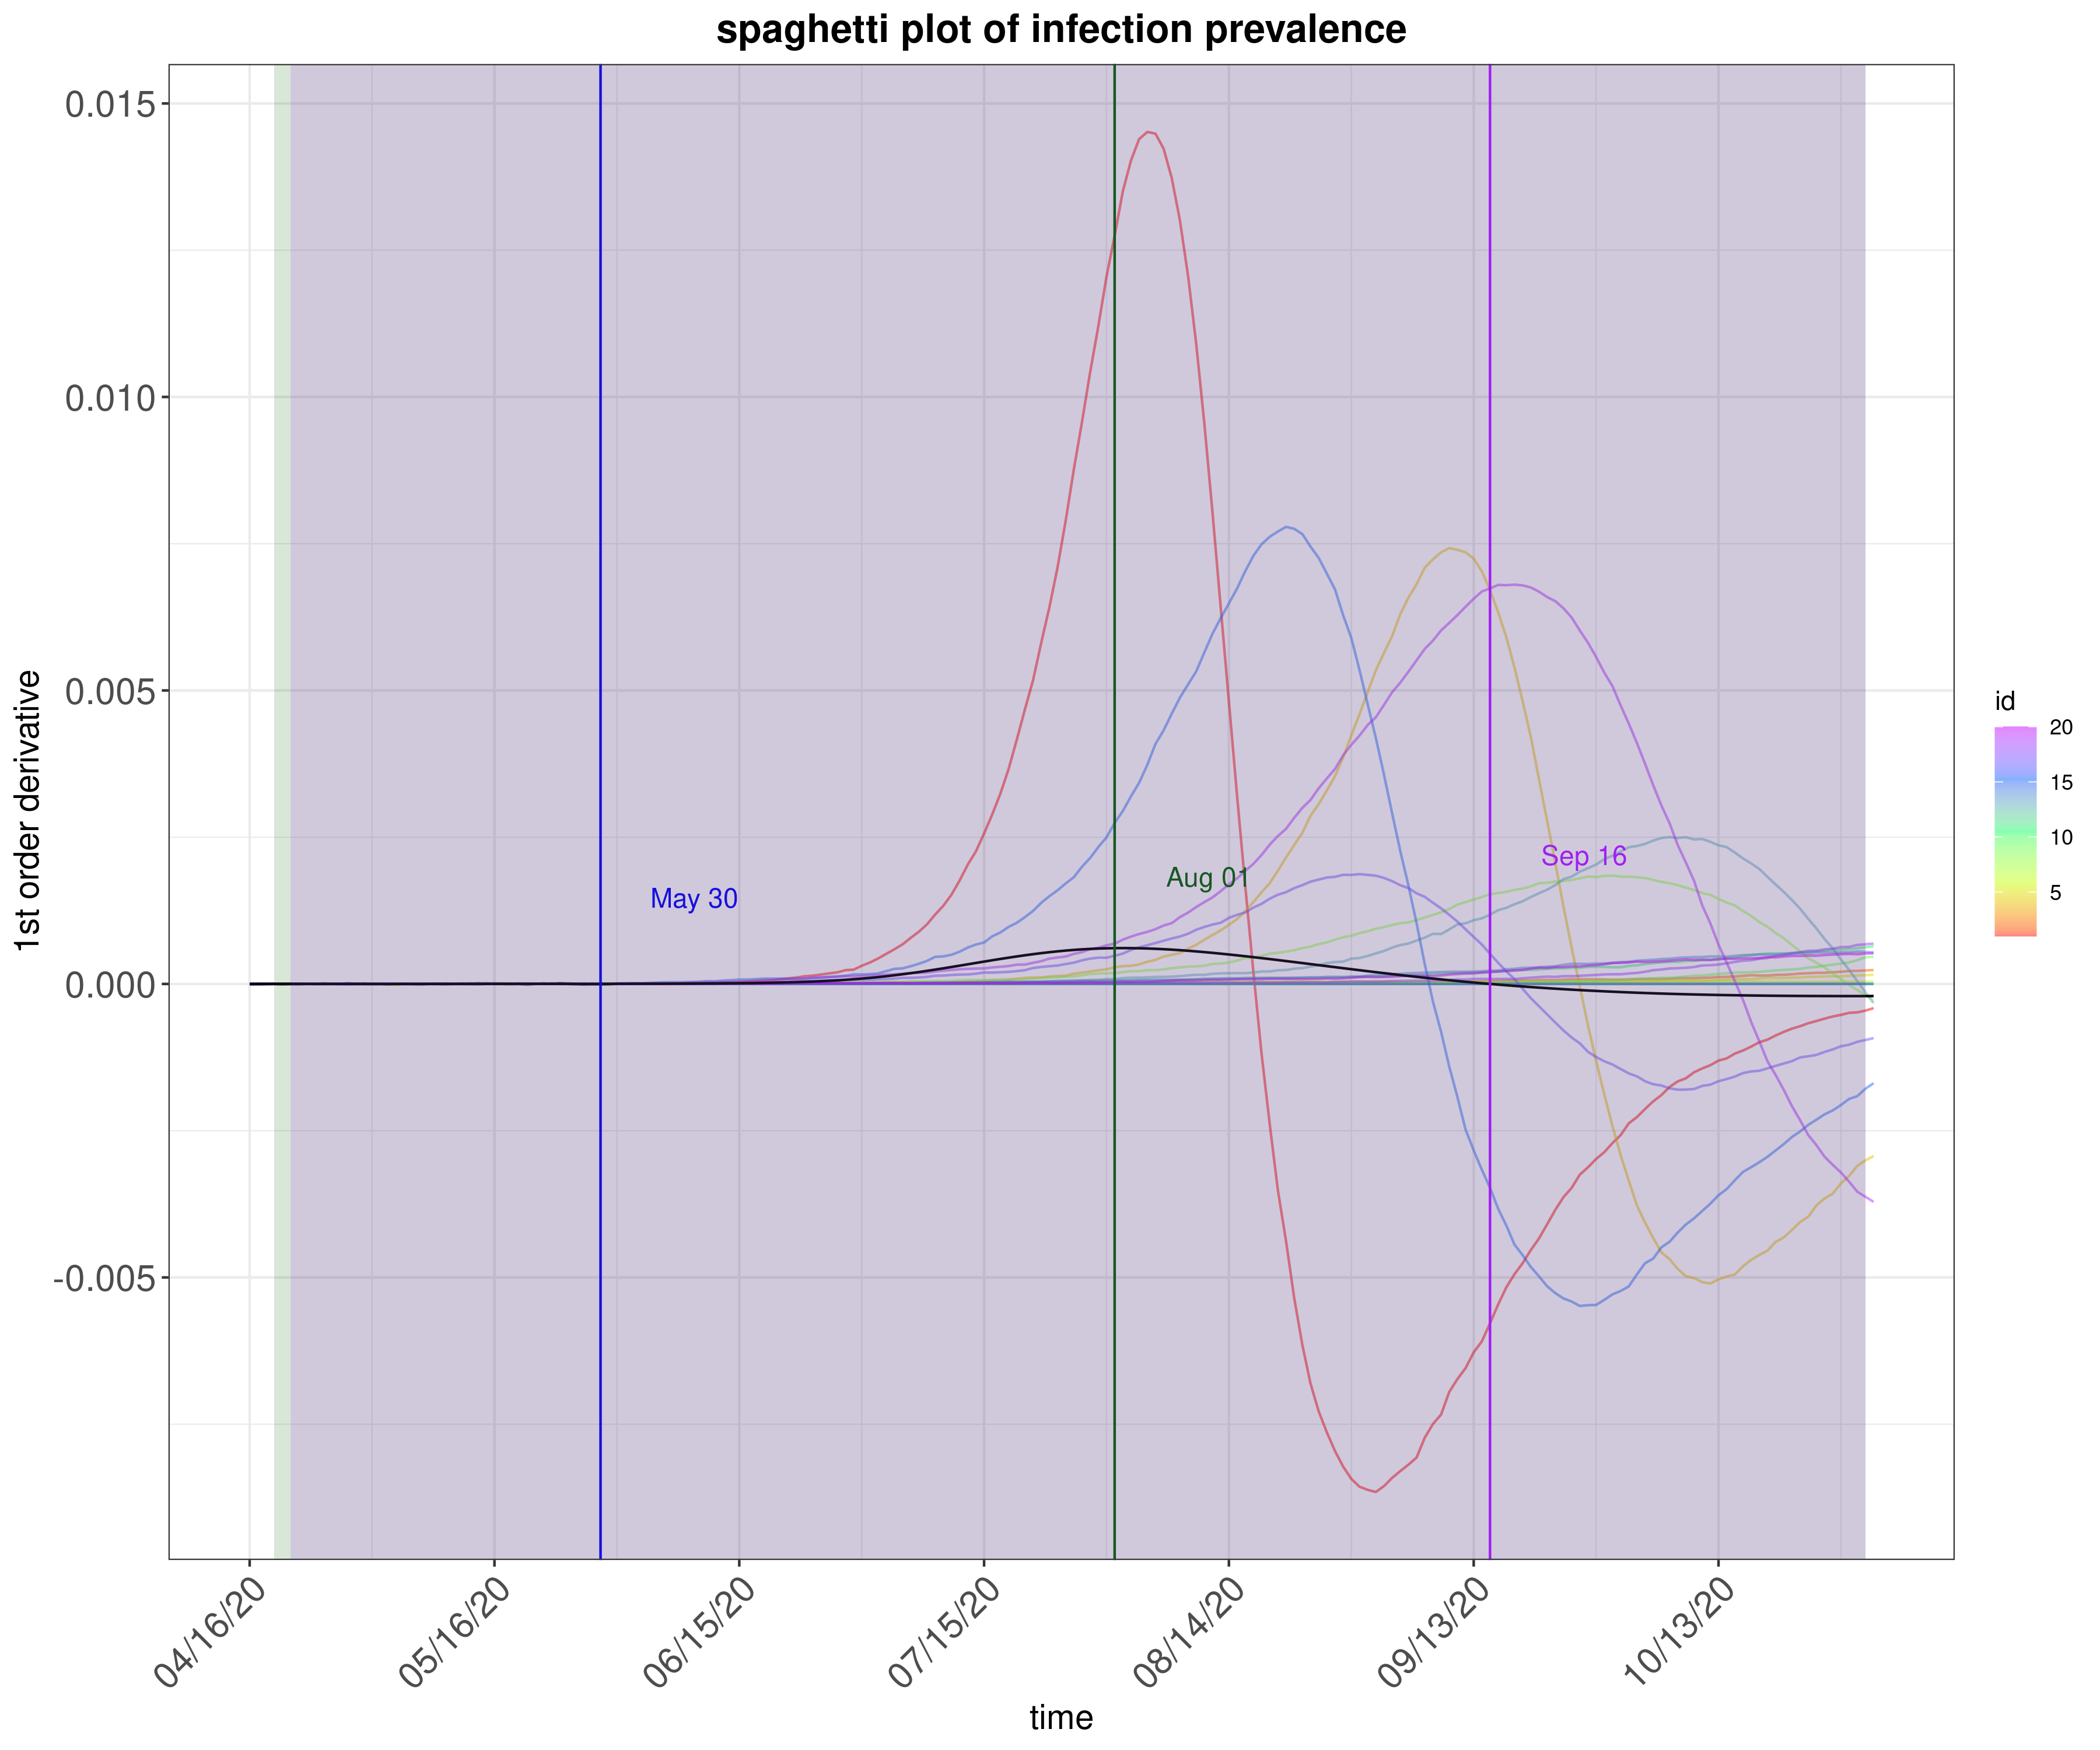 spaghetti plot of infection prevalence
0.015
0.010
0.005
0.000
-0.005
1st order derivative
May 30
Aug 01
Sep 16
04/16/20
05/16/20
06/15/20
07/15/20
08/14/20
09/13/20
10/13/20
time
id
20
15
10
5